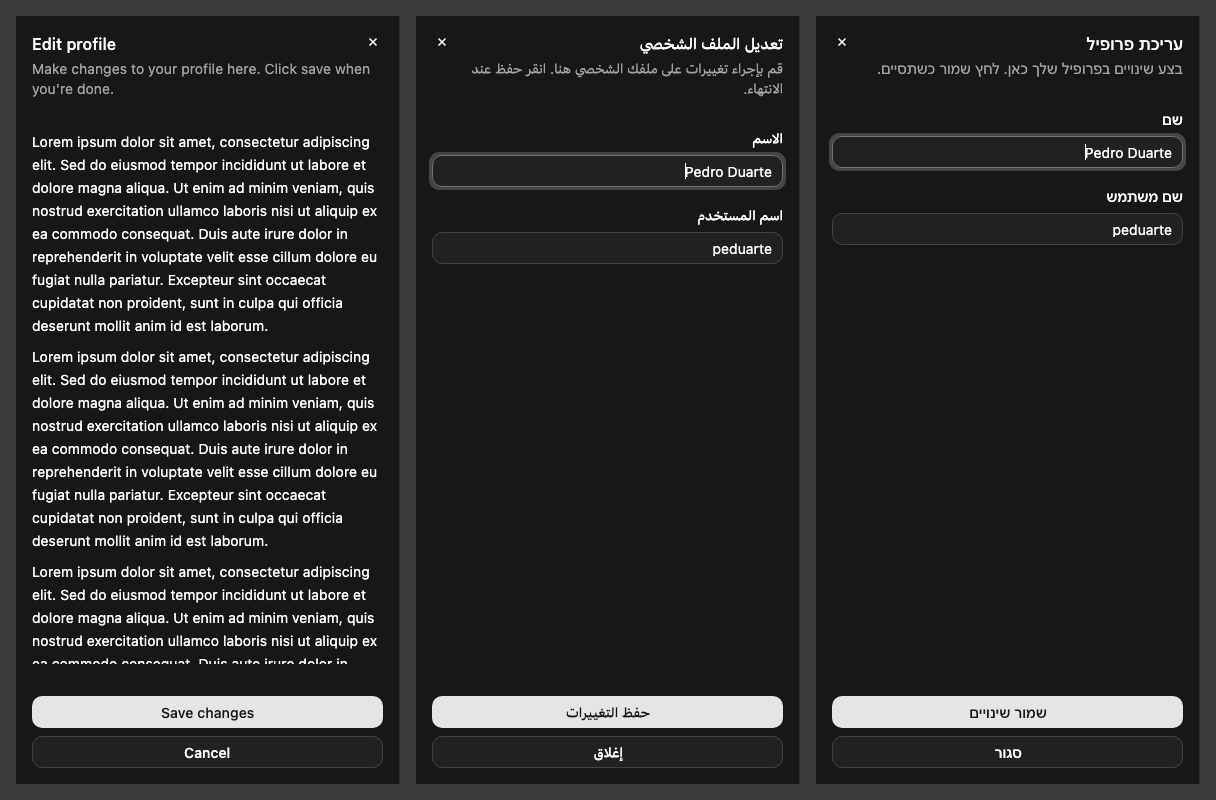 Edit profile
Make changes to your profile here. Click save when
you're done.
Lorem ipsum dolor sit amet, consectetur adipiscing
elit. Sed do eiusmod tempor incididunt ut labore et
dolore magna aliqua. Ut enim ad minim veniam, quis
nostrud exercitation ullamco laboris nisi ut aliquip ex
ea commodo consequat. Duis aute irure dolor in
reprehenderit in voluptate velit esse cillum dolore eu
fugiat nulla pariatur. Excepteur sint occaecat
cupidatat non proident, sunt in culpa qui officia
deserunt mollit anim id est laborum.
Lorem ipsum dolor sit amet, consectetur adipiscing
elit. Sed do eiusmod tempor incididunt ut labore et
dolore magna aliqua. Ut enim ad minim veniam, quis
nostrud exercitation ullamco laboris nisi ut aliquip ex
ea commodo consequat. Duis aute irure dolor in
reprehenderit in voluptate velit esse cillum dolore eu
fugiat nulla pariatur. Excepteur sint occaecat
cupidatat non proident, sunt in culpa qui officia
deserunt mollit anim id est laborum.
Lorem ipsum dolor sit amet, consectetur adipiscing
elit. Sed do eiusmod tempor incididunt ut labore et
dolore magna aliqua. Ut enim ad minim veniam, quis
nostrud exercitation ullamco laboris nisi ut aliquip ex
ea commodo consequat. Duis aute irure dolor in
Save changes
Cancel
تعديل الملف الشخصي
قم بإجراء تغييرات على ملفك الشخصي هنا. انقر حفظ عند
الانتهاء.
الاسم
Pedro Duarte
اسم المستخدم
peduarte
حفظ التغييرات
إغلاق
עריכת פרופיל
בצע שינויים בפרופיל שלך כאן. לחץ שמור כשתסיים.
שם
Pedro Duarte
שם משתמש
peduarte
שמור שינויים
סגור